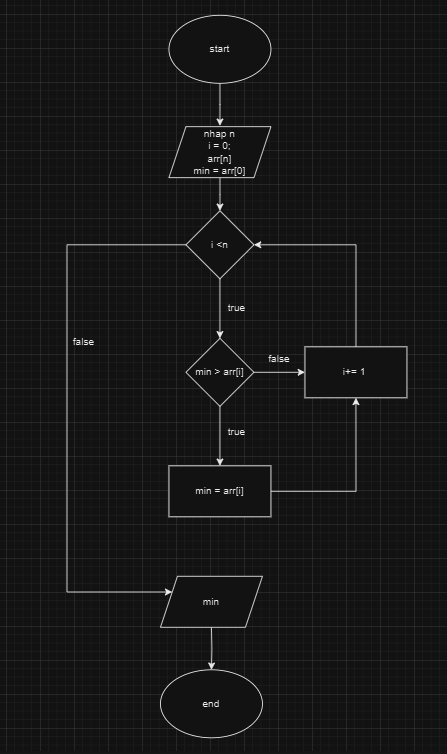 start
nhap n
i = 0;
arr[n]
min = arr[0]
i <n
true
false
min > arr[i]
false
i+= 1
true
min = arr[i]
min
end